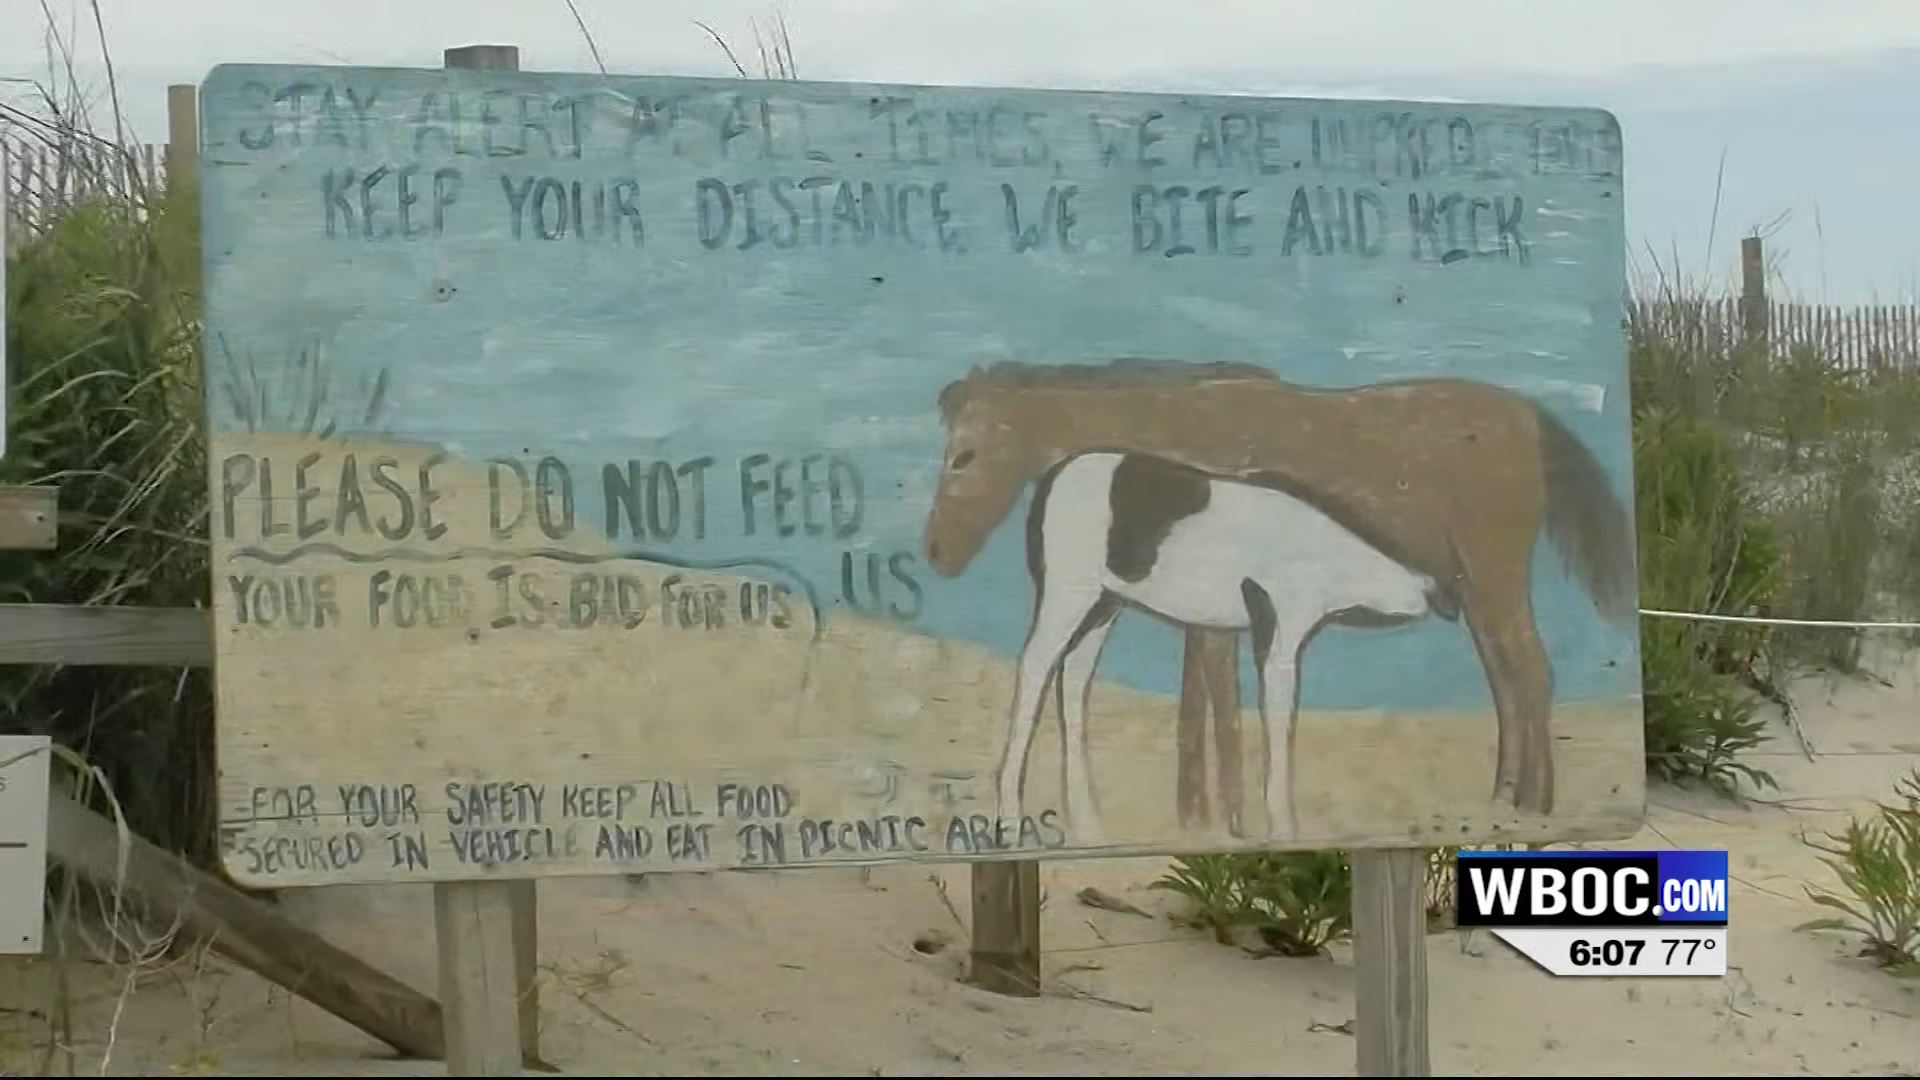 STAY ALERT AT ALL TIMES, WE ARE UNPREDICTABLE
KEEP YOUR DISTANCE. WE BITE AND KICK
PLEASE DO NOT FEED
US
YOUR FOOD IS BAD FOR US
-FOR YOUR SAFETY KEEP ALL FOOD
SECURED IN VEHICLE AND EAT IN PICNIC AREAS
WBOC.COM
6:07 77°